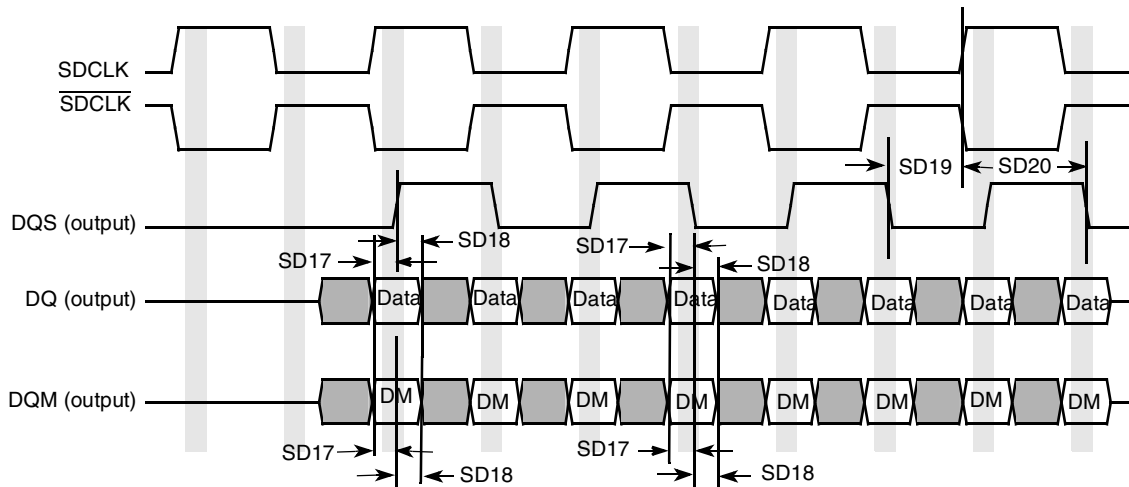 SDCLK
SDCLK
SD19 SD20
DQS (output)
SD18 SD17
SD17 SD18
DQ (output) Data Data Data Data Data Data Data Data
DQM (output) DM DM DM DM DM DM DM DM
SD17 SD17
SD18 SD18